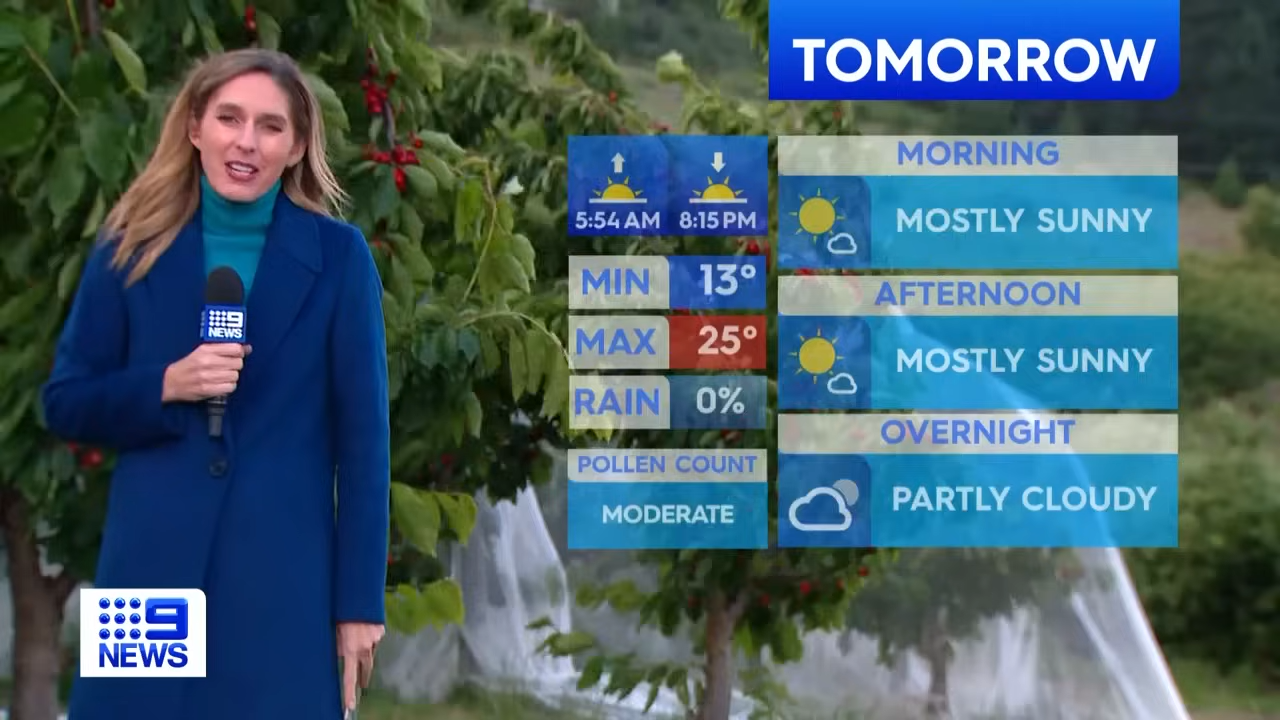 TOMORROW
5:54 AM 8:15 PM
MIN 13°
MAX 25°
RAIN 0%
POLLEN COUNT
MODERATE
MORNING
MOSTLY SUNNY
AFTERNOON
MOSTLY SUNNY
OVERNIGHT
PARTLY CLOUDY
9
NEWS
9
NEWS